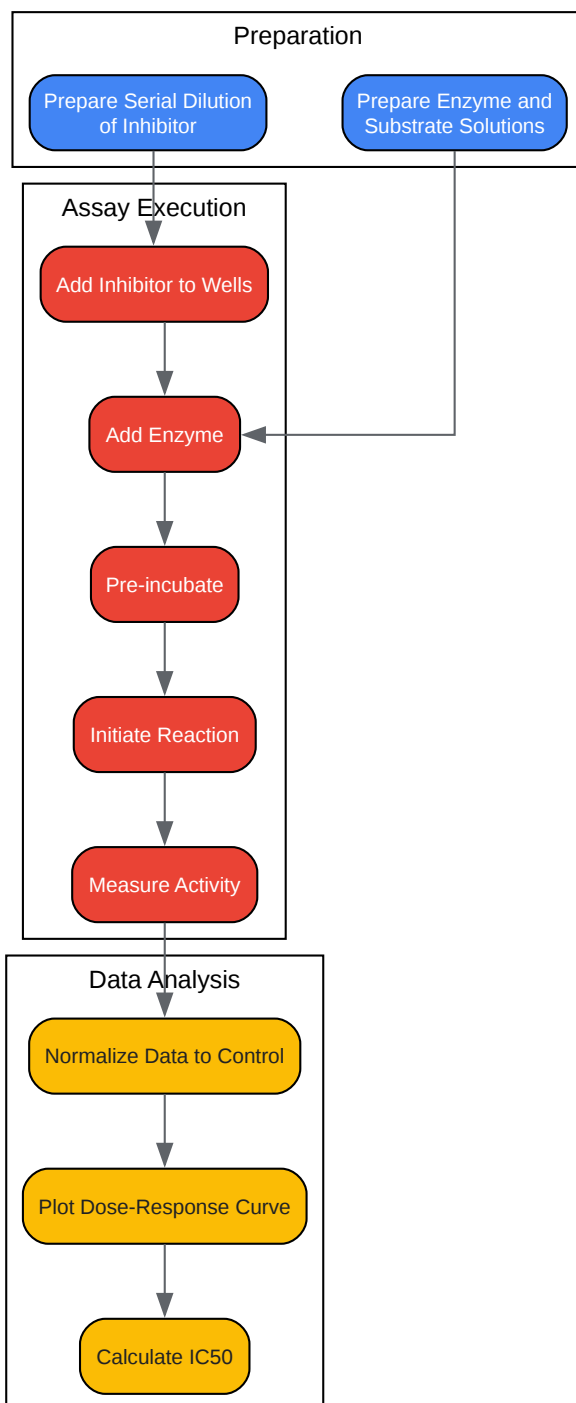 Preparation
Prepare Serial Dilution
of Inhibitor
Prepare Enzyme and
Substrate Solutions
Assay Execution
Add Inhibitor to Wells
Add Enzyme
Pre-incubate
Initiate Reaction
Measure Activity
Data Analysis
Normalize Data to Control
Plot Dose-Response Curve
Calculate IC50